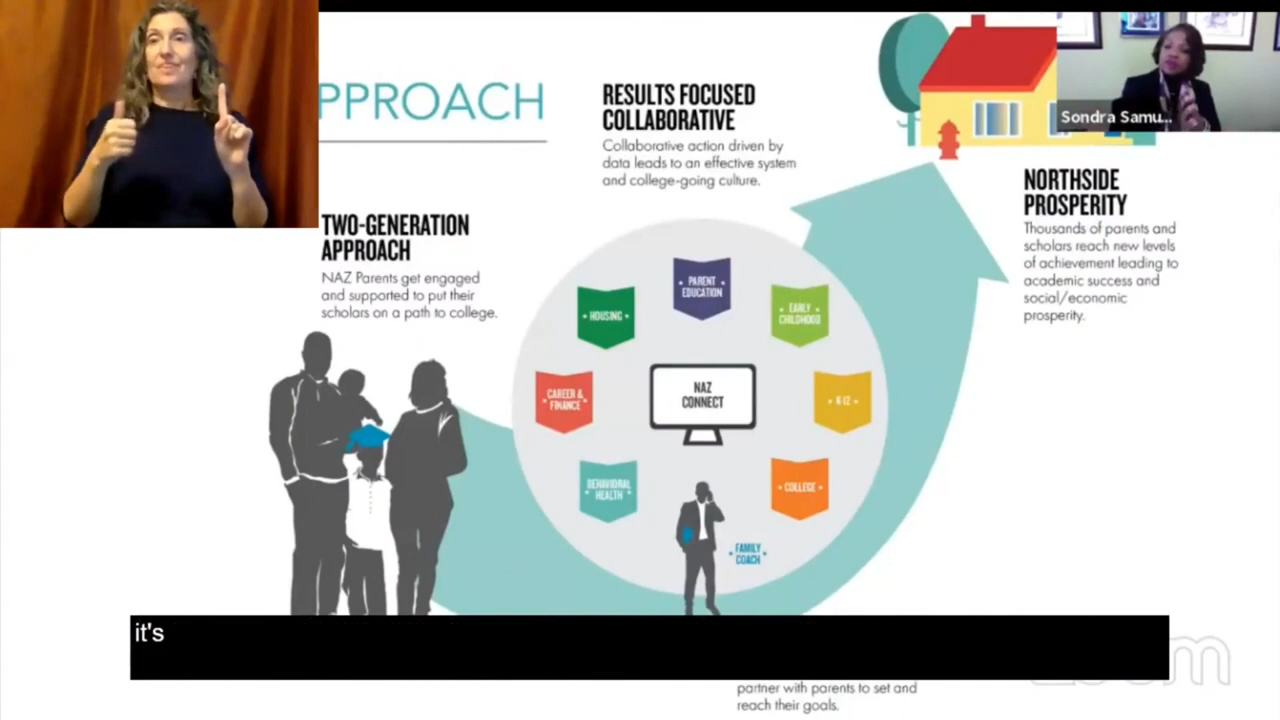 PPROACH
RESULTS FOCUSED
COLLABORATIVE
Collaborative action driven by
data leads to an effective system
and college-going culture.
Sondra Samu...
NORTHSIDE
PROSPERITY
Thousands of parents and
scholars reach new levels
of achievement leading to
academic success and
social/economic
prosperity.
TWO-GENERATION
APPROACH
NAZ Parents get engaged
and supported to put their
scholars on a path to college.
• HOUSING •
• PARENT
EDUCATION •
• EARLY
CHILDHOOD •
CAREER &
• FINANCE •
NAZ
CONNECT
• K-12 •
BEHAVIORAL
• HEALTH •
• COLLEGE •
• FAMILY
COACH •
it's
partner with parents to set and
reach their goals.